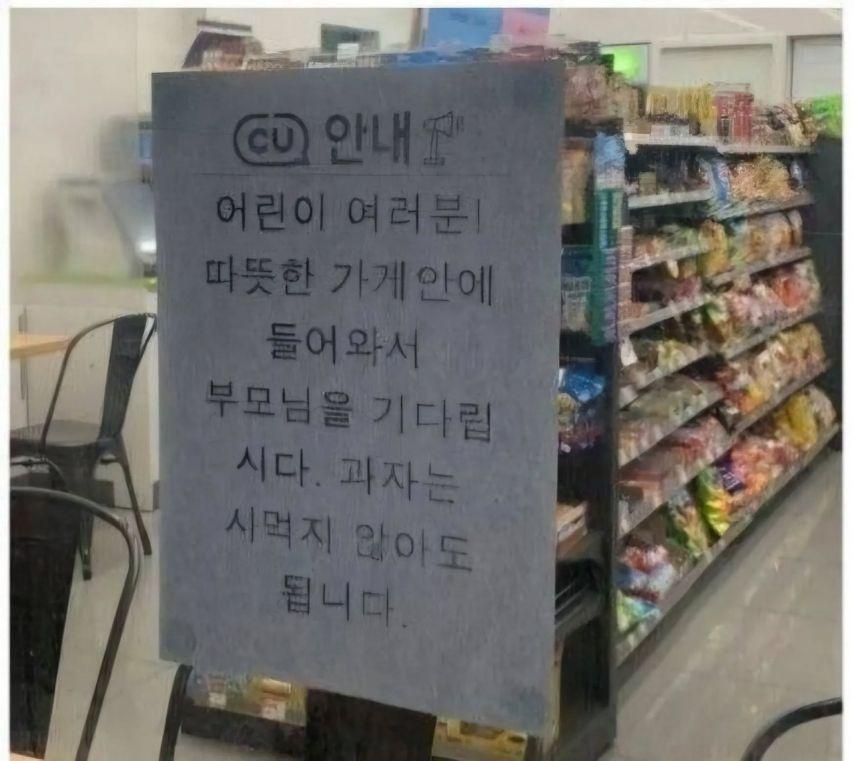 CU 안내
어린이 여러분!
따뜻한 가게안에
들어와서
부모님을 기다립
시다. 과자는
사먹지 않아도
됩니다.